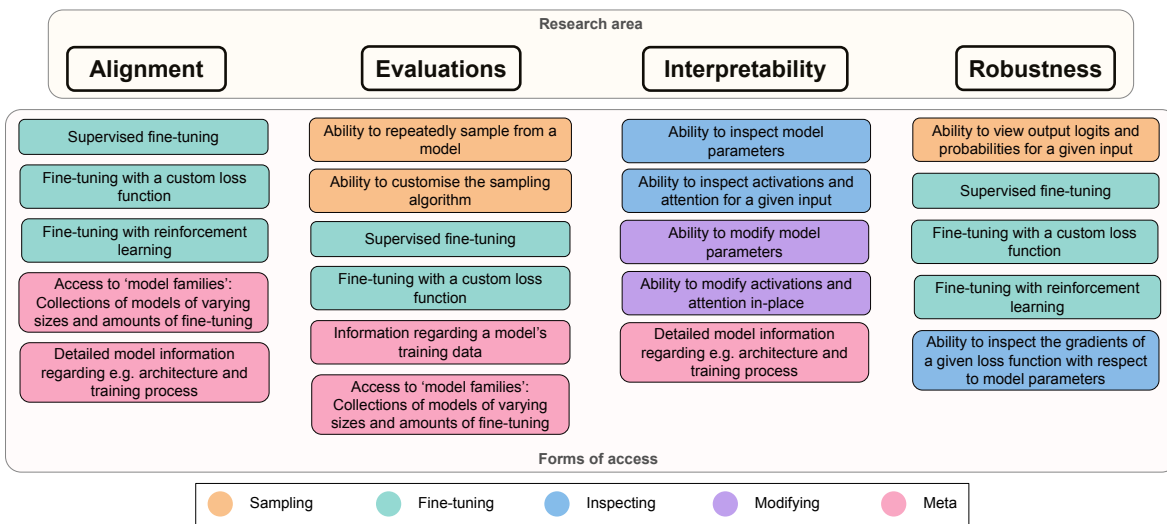 Research area
Alignment
Evaluations
Interpretability
Robustness
Supervised fine-tuning
Fine-tuning with a custom loss
function
Fine-tuning with reinforcement
learning
Access to ‘model families’:
Collections of models of varying
sizes and amounts of fine-tuning
Detailed model information
regarding e.g. architecture and
training process
Ability to repeatedly sample from a
model
Ability to customise the sampling
algorithm
Supervised fine-tuning
Fine-tuning with a custom loss
function
Information regarding a model’s
training data
Access to ‘model families’:
Collections of models of varying
sizes and amounts of fine-tuning
Ability to inspect model
parameters
Ability to inspect activations and
attention for a given input
Ability to modify model
parameters
Ability to modify activations and
attention in-place
Detailed model information
regarding e.g. architecture and
training process
Ability to view output logits and
probabilities for a given input
Supervised fine-tuning
Fine-tuning with a custom loss
function
Fine-tuning with reinforcement
learning
Ability to inspect the gradients of
a given loss function with respect
to model parameters
Forms of access
Sampling
Fine-tuning
Inspecting
Modifying
Meta